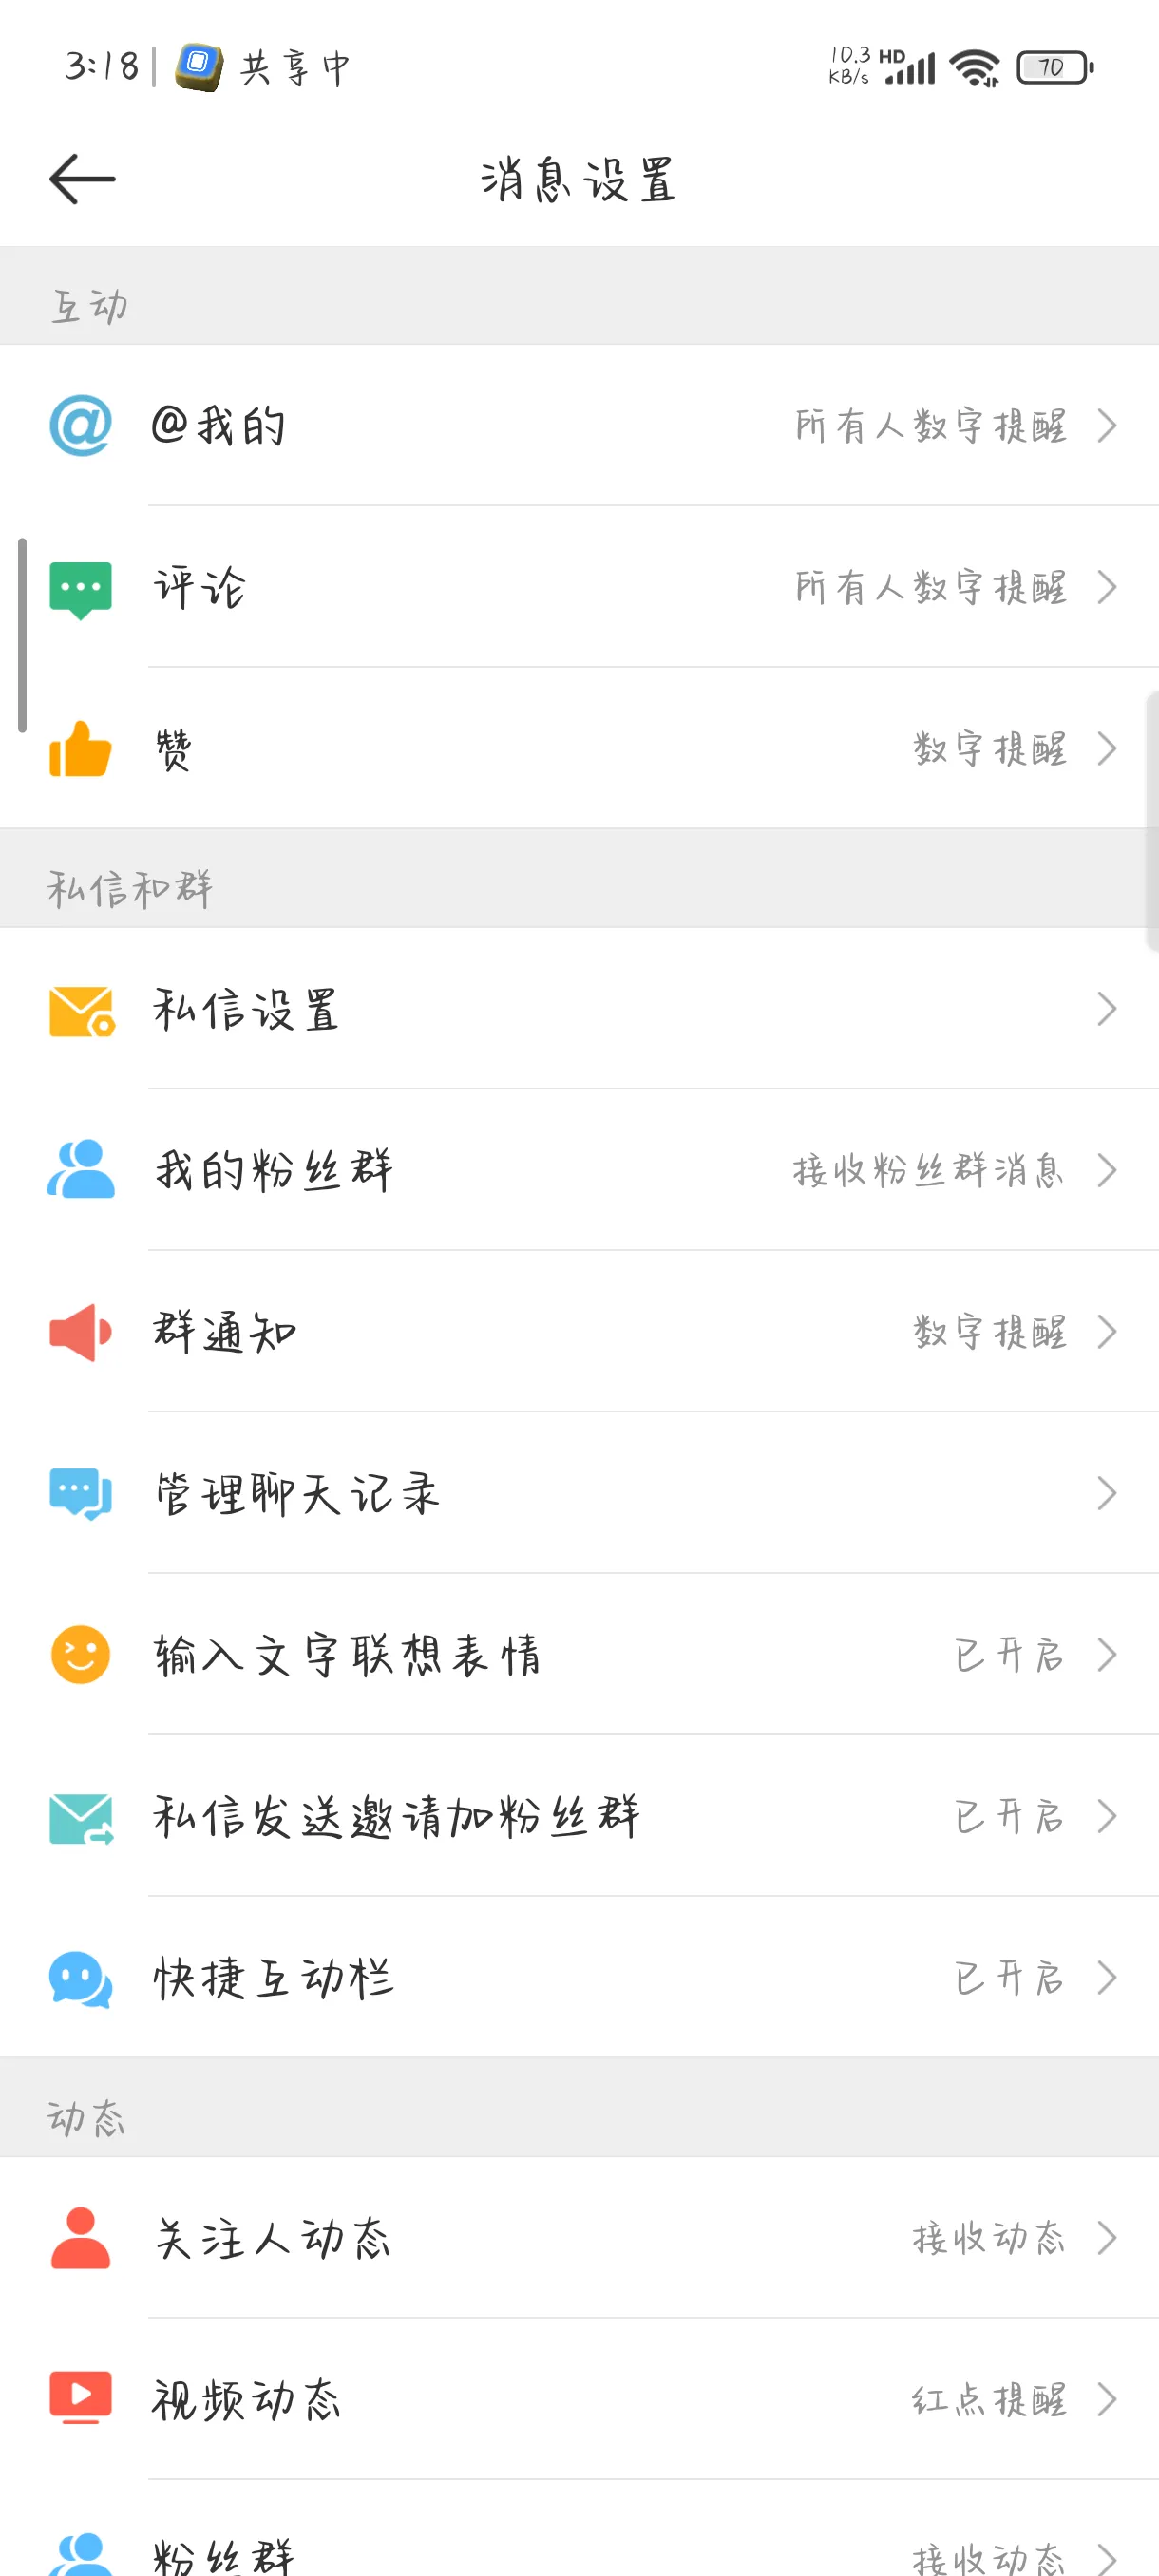 3:18 共享中 10.3 KB/s HD 70
消息设置
互动
@我的 所有人数字提醒
评论 所有人数字提醒
赞 数字提醒
私信和群
私信设置
我的粉丝群 接收粉丝群消息
群通知 数字提醒
管理聊天记录
输入文字联想表情 已开启
私信发送邀请加粉丝群 已开启
快捷互动栏 已开启
动态
关注人动态 接收动态
视频动态 红点提醒
粉丝群 接收动态